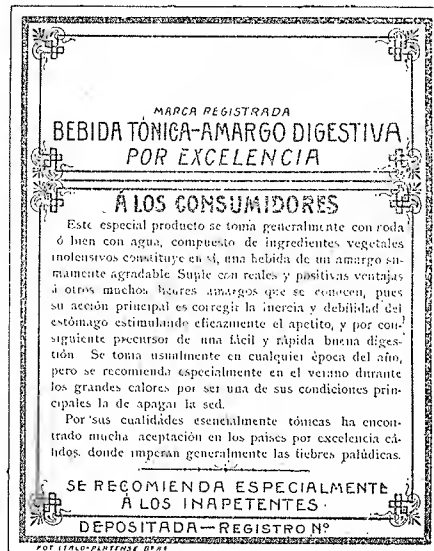 MARCA REGISTRADA
BEBIDA TÓNICA-AMARGO DIGESTIVA
POR EXCELENCIA
Á LOS CONSUMIDORES
Este especial producto se toma generalmente con soda
ó bien con agua, compuesto de ingredientes vegetales
inofensivos constituye en sí, una bebida de un amargo su-
mamente agradable. Suple con reales y positivas ventajas
á otros muchos licores amargos que se conocen, pues
su acción principal es corregir la inercia y debilidad del
estómago estimulando eficazmente el apetito, y por con-
siguiente precursor de una fácil y rápida buena diges-
tión Se toma usualmente en cualquier época del año,
pero se recomienda especialmente en el verano durante
los grandes calores por ser una de sus condiciones prin-
cipales la de apagar la sed.
Por sus cualidades esencialmente tónicas ha encon-
trado mucha aceptación en los paises por excelencia cá-
lidos, donde imperan generalmente las fiebres palúdicas.
SE RECOMIENDA ESPECIALMENTE
Á LOS INAPETENTES
DEPOSITADA—REGISTRO Nº
FOT ITALO-PLATENSE